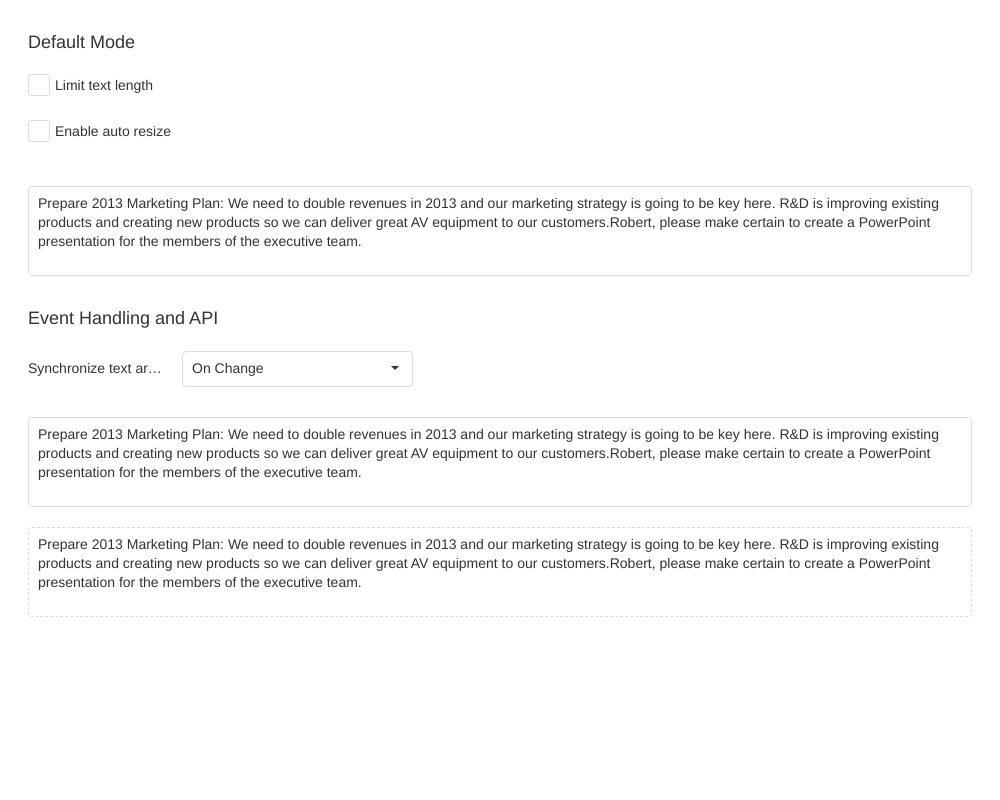 Default Mode
Limit text length
Enable auto resize
Prepare 2013 Marketing Plan: We need to double revenues in 2013 and our marketing strategy is going to be key here. R&D is improving existing
products and creating new products so we can deliver great AV equipment to our customers.Robert, please make certain to create a PowerPoint
presentation for the members of the executive team.
Event Handling and API
Synchronize text ar… On Change
Prepare 2013 Marketing Plan: We need to double revenues in 2013 and our marketing strategy is going to be key here. R&D is improving existing
products and creating new products so we can deliver great AV equipment to our customers.Robert, please make certain to create a PowerPoint
presentation for the members of the executive team.
Prepare 2013 Marketing Plan: We need to double revenues in 2013 and our marketing strategy is going to be key here. R&D is improving existing
products and creating new products so we can deliver great AV equipment to our customers.Robert, please make certain to create a PowerPoint
presentation for the members of the executive team.